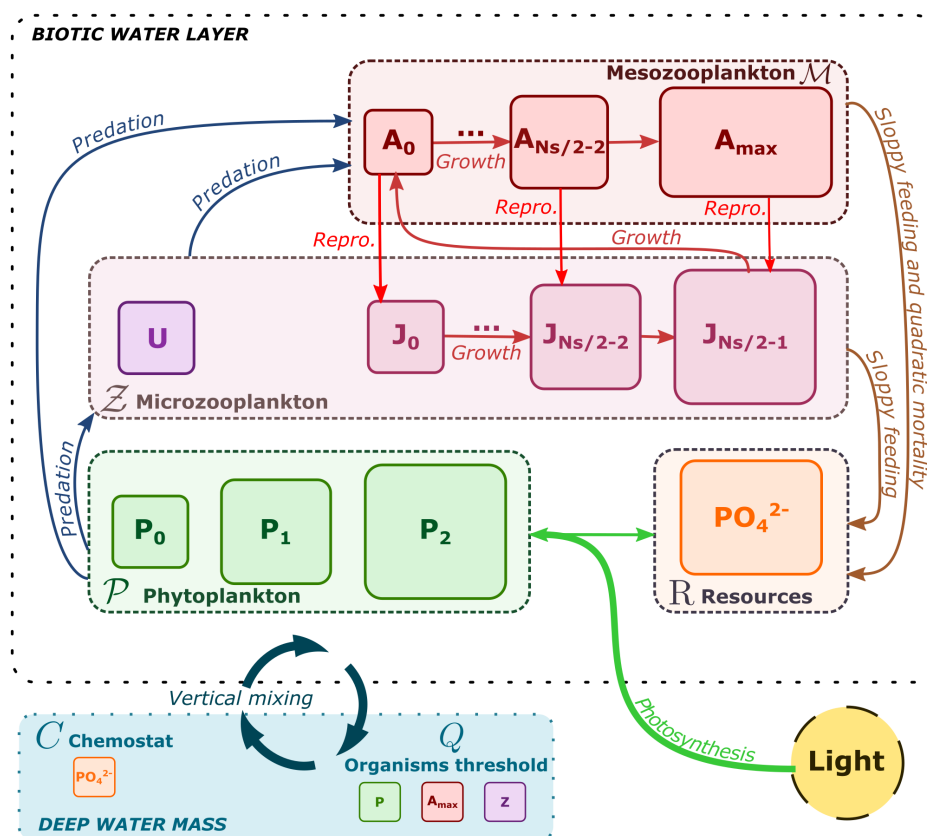 BIOTIC WATER LAYER
Mesozooplankton ℳ
Predation
Predation
A₀
...
Growth
A_Ns/2-2
A_max
Repro.
Repro.
Repro.
Growth
Sloppy feeding and quadratic mortality
U
J₀
...
Growth
J_Ns/2-2
J_Ns/2-1
𝒵 Microzooplankton
Sloppy feeding
Predation
P₀
P₁
P₂
𝒫 Phytoplankton
PO₄²⁻
R Resources
Vertical mixing
Photosynthesis
Light
C Chemostat
PO₄²⁻
Q
Organisms threshold
P
A_max
Z
DEEP WATER MASS